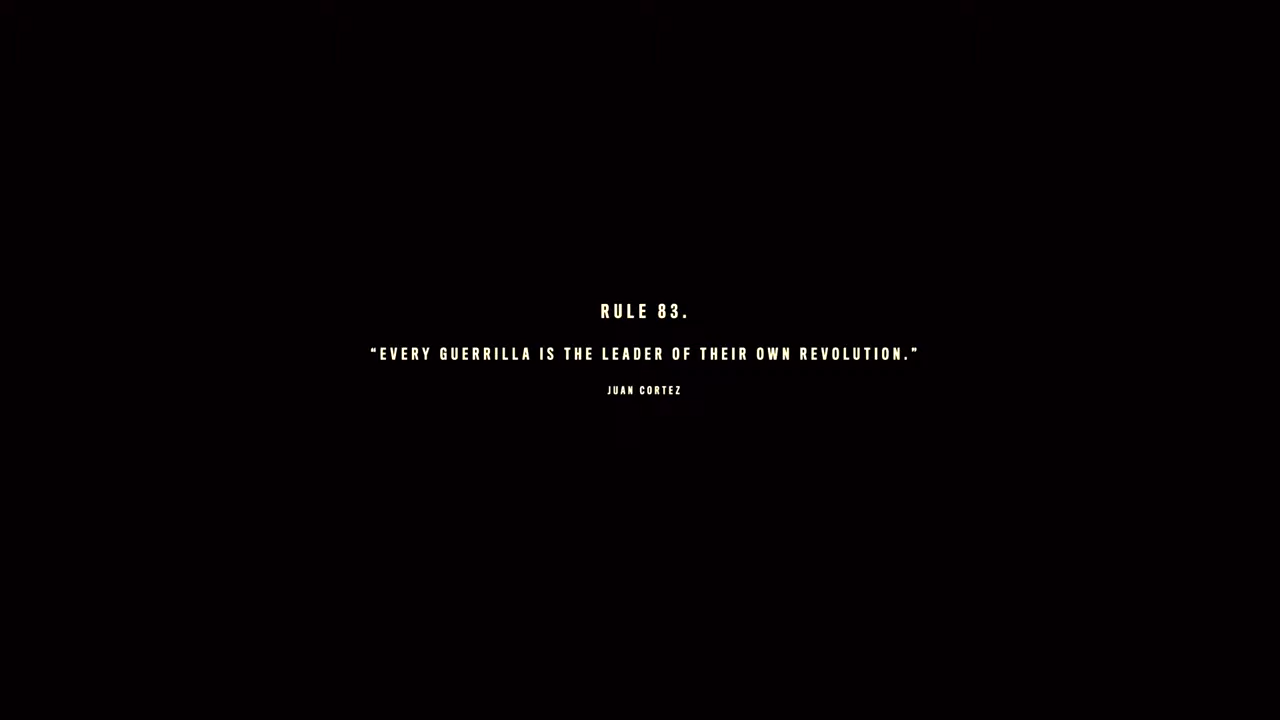 RULE 83.
“EVERY GUERRILLA IS THE LEADER OF THEIR OWN REVOLUTION.”
JUAN CORTEZ